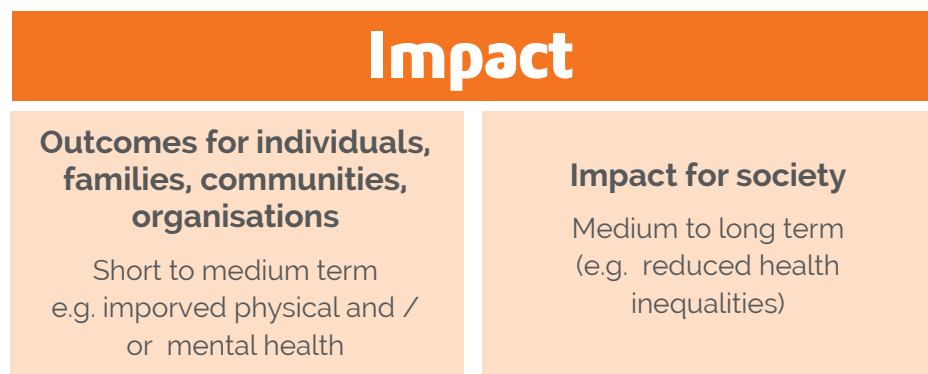 Impact
Outcomes for individuals,
families, communities,
organisations
Short to medium term
e.g. imporved physical and /
or mental health
Impact for society
Medium to long term
(e.g. reduced health
inequalities)